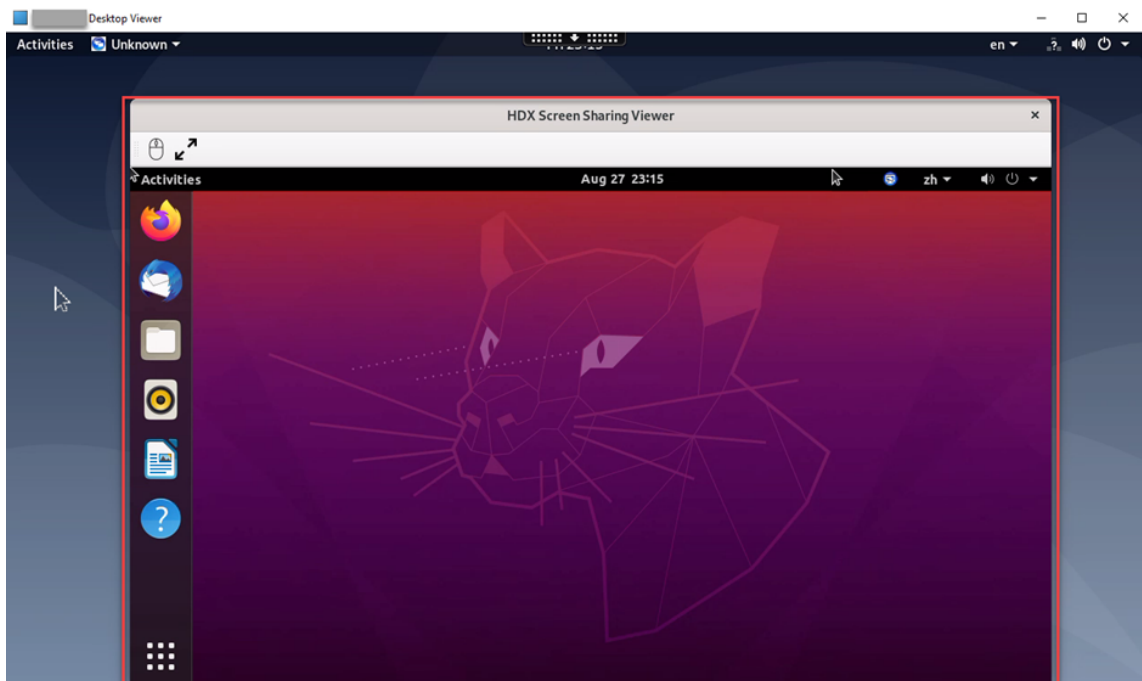 Desktop Viewer
Activities Unknown en
HDX Screen Sharing Viewer
Activities Aug 27 23:15 zh